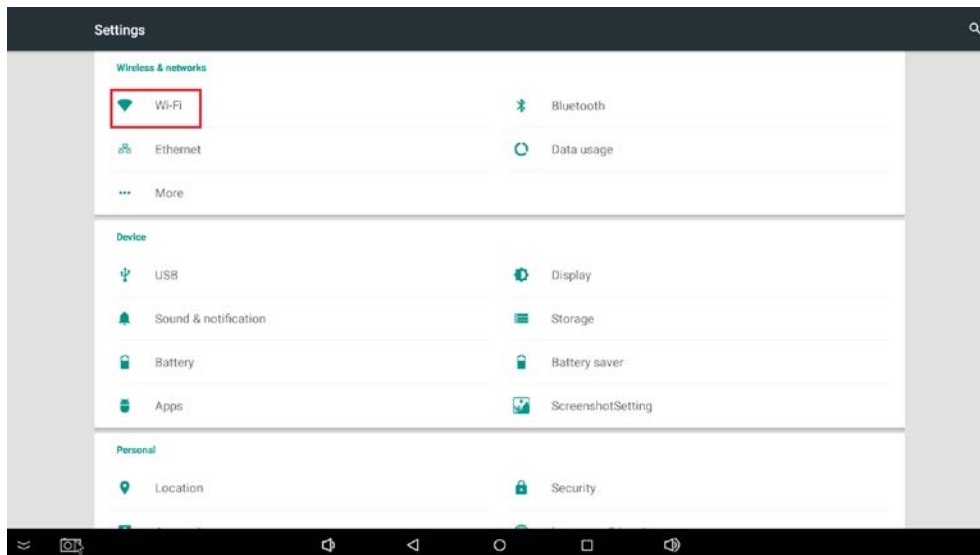 Settings
Wireless & networks
Wi-Fi
Bluetooth
Ethernet
Data usage
More
Device
USB
Display
Sound & notification
Storage
Battery
Battery saver
Apps
ScreenshotSetting
Personal
Location
Security